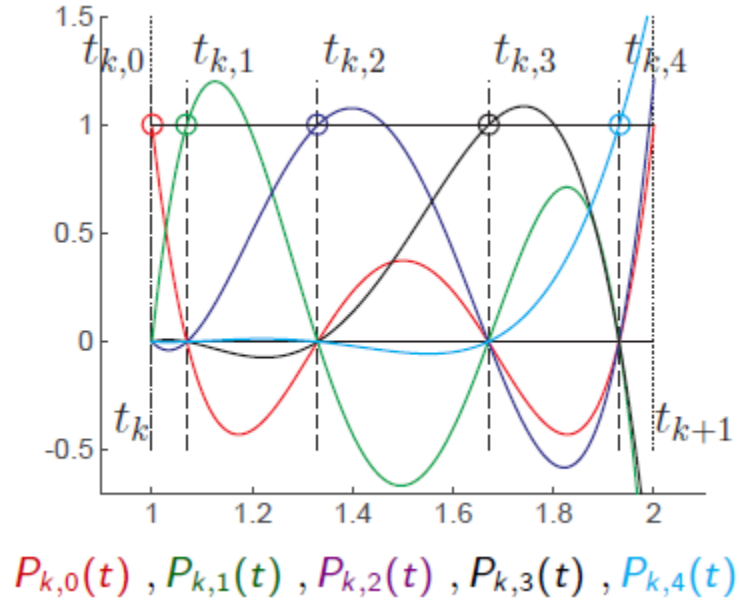 1.5
t_{k,0} t_{k,1} t_{k,2} t_{k,3} t_{k,4}
1
0.5
0
t_k t_{k+1}
-0.5
1 1.2 1.4 1.6 1.8 2
P_{k,0}(t) , P_{k,1}(t) , P_{k,2}(t) , P_{k,3}(t) , P_{k,4}(t)